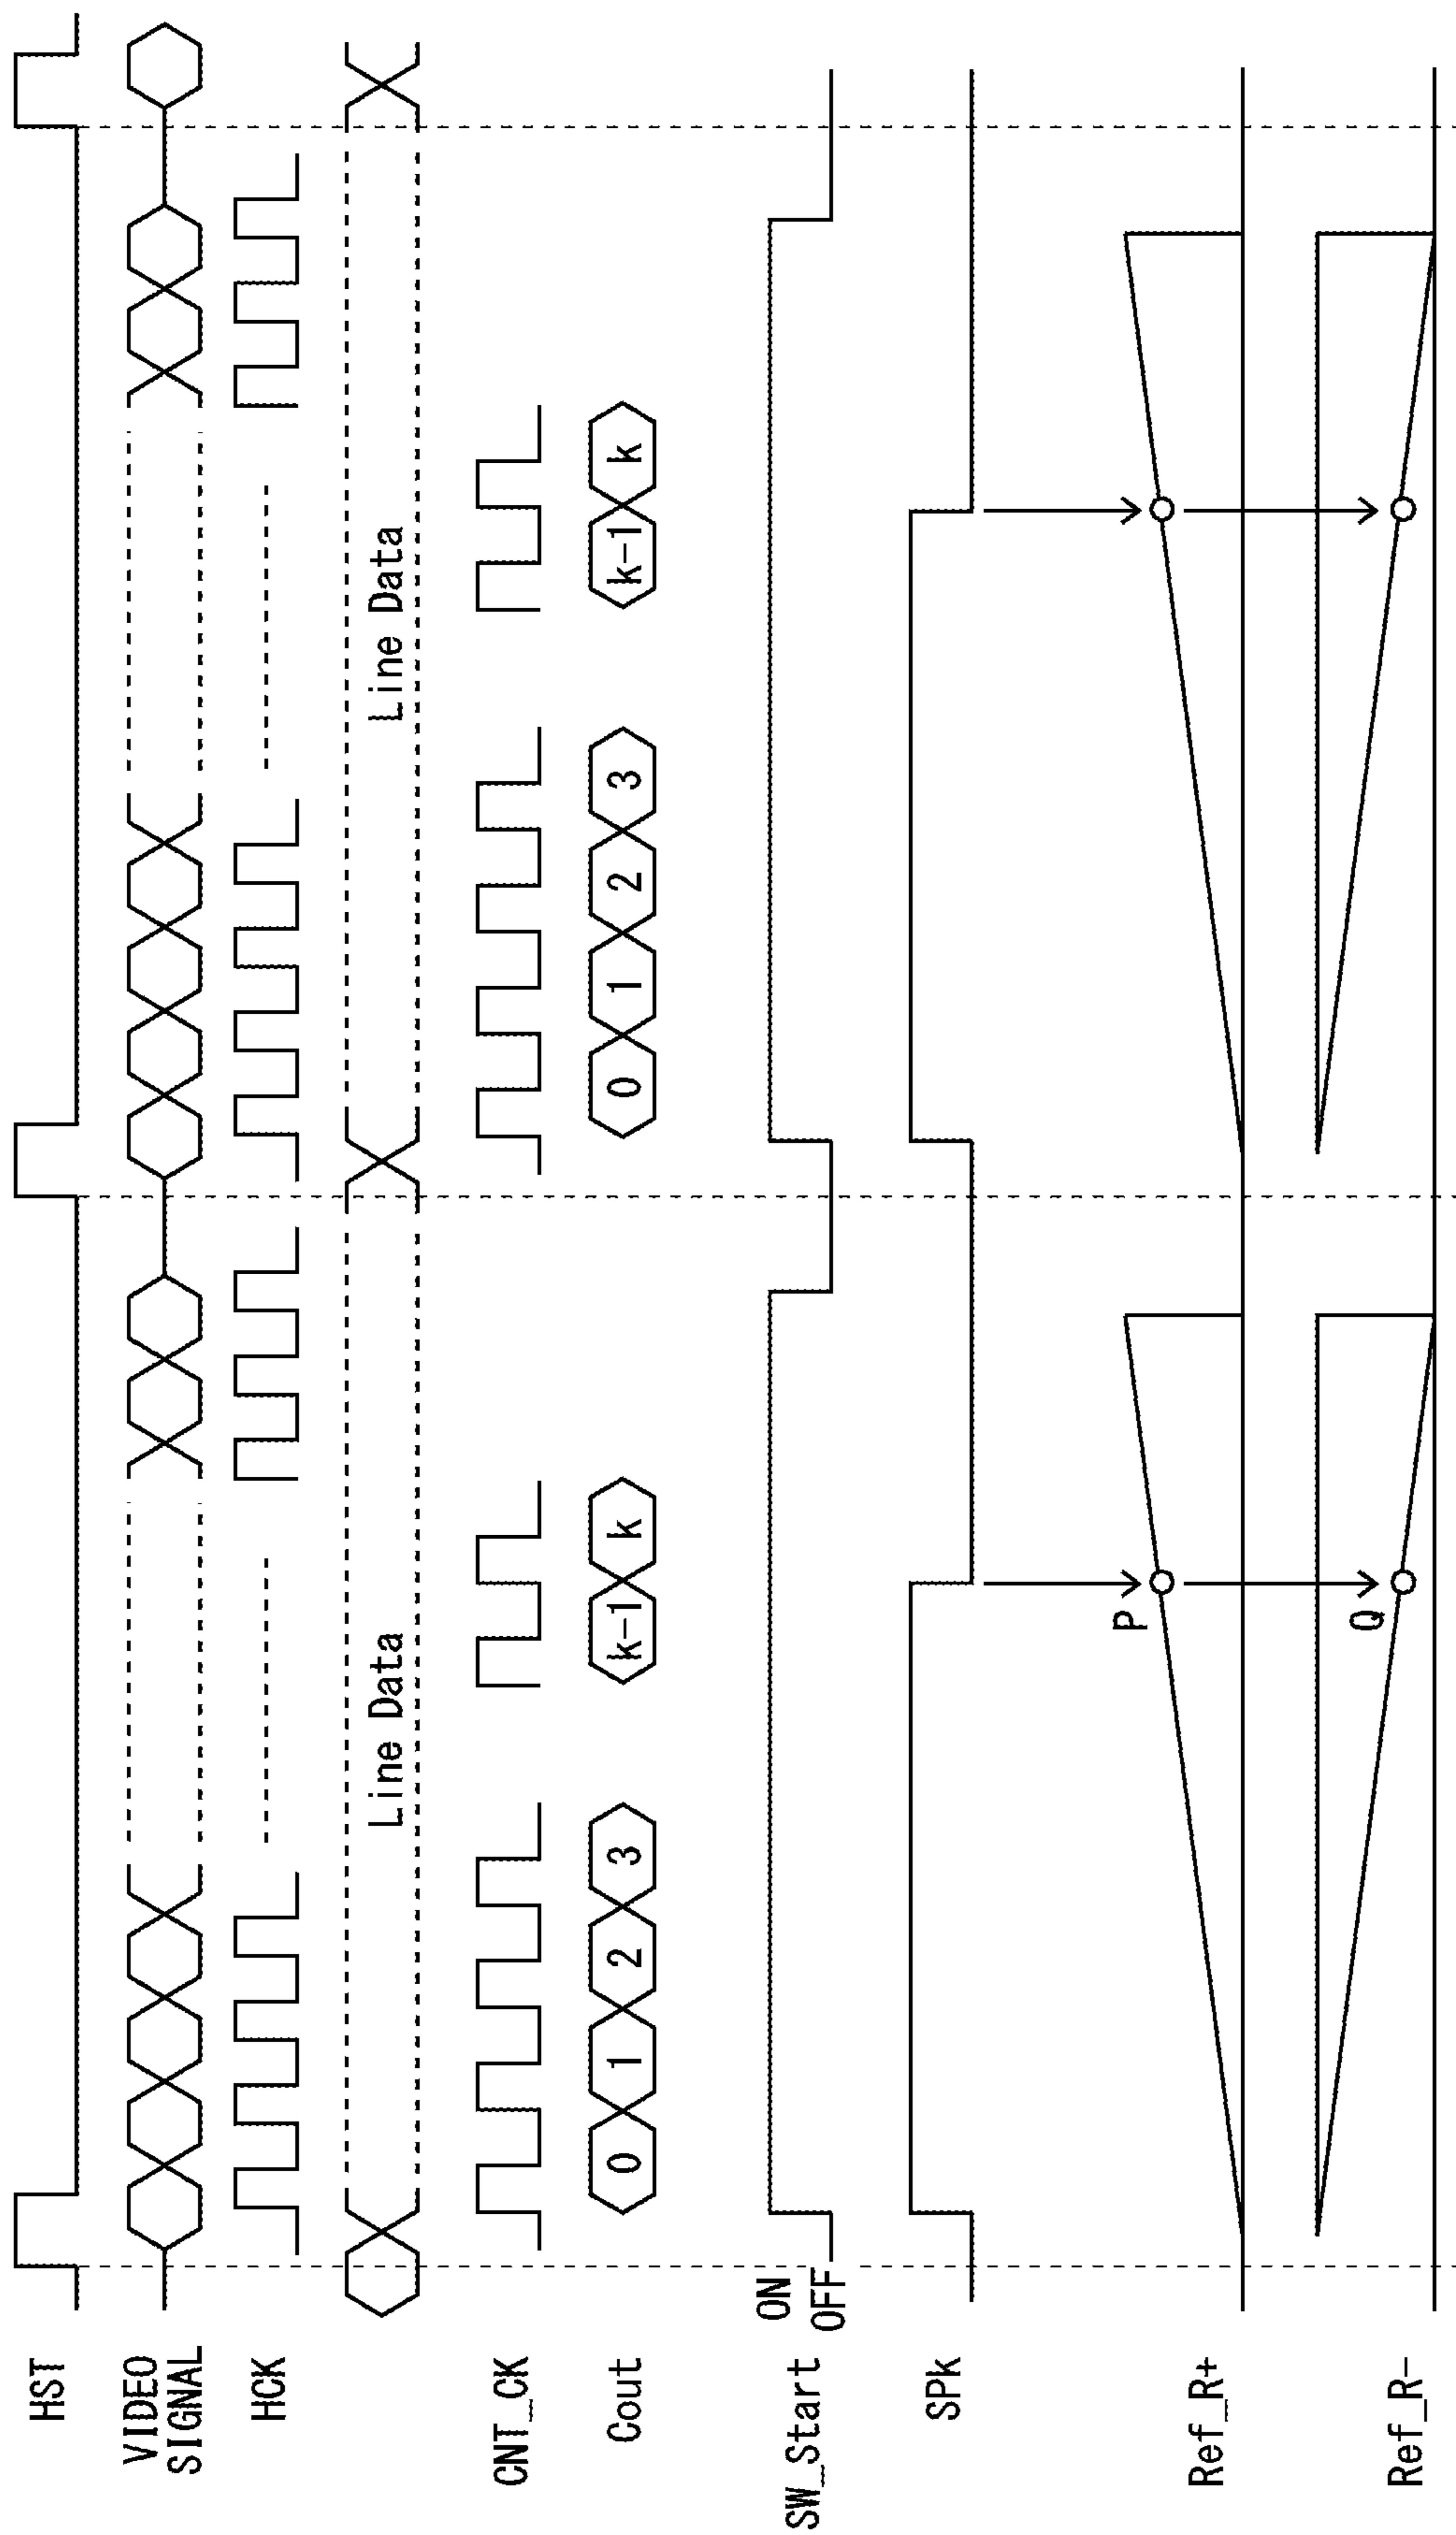 HST
VIDEO
SIGNAL
HCK
Line Data Line Data
CNT_CK
Cout 0 1 2 3 k-1 k 0 1 2 3 k-1 k
SW_Start ON
OFF
SPk
Ref_R+ P
Ref_R- Q